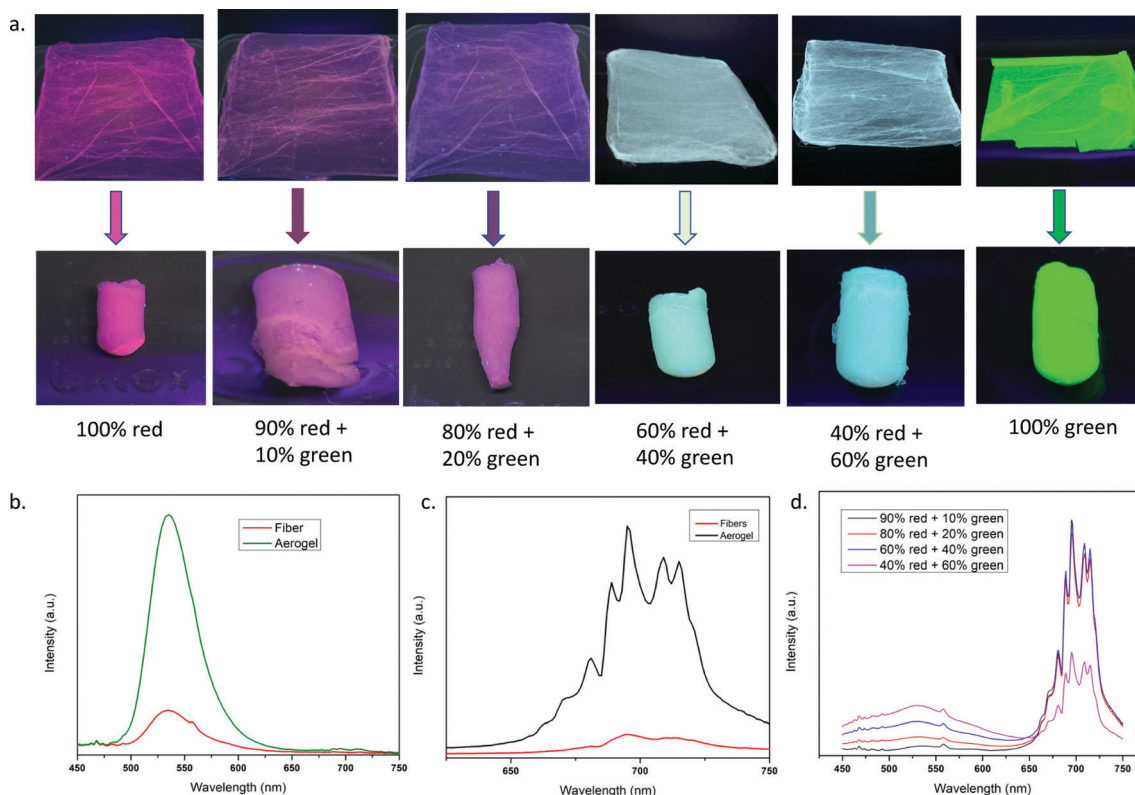 a.
100% red
90% red +
10% green
80% red +
20% green
60% red +
40% green
40% red +
60% green
100% green
b.
Fiber
Aerogel
Intensity (a.u.)
450 500 550 600 650 700 750
Wavelength (nm)
c.
Fibers
Aerogel
Intensity (a.u.)
650 700 750
Wavelength (nm)
d.
90% red + 10% green
80% red + 20% green
60% red + 40% green
40% red + 60% green
Intensity (a.u.)
450 500 550 600 650 700 750
Wavelength (nm)